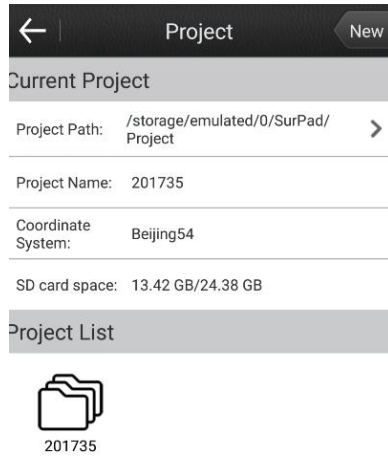 Project
New
Current Project
Project Path: /storage/emulated/0/SurPad/
Project
Project Name: 201735
Coordinate
System: Beijing54
SD card space: 13.42 GB/24.38 GB
Project List
201735